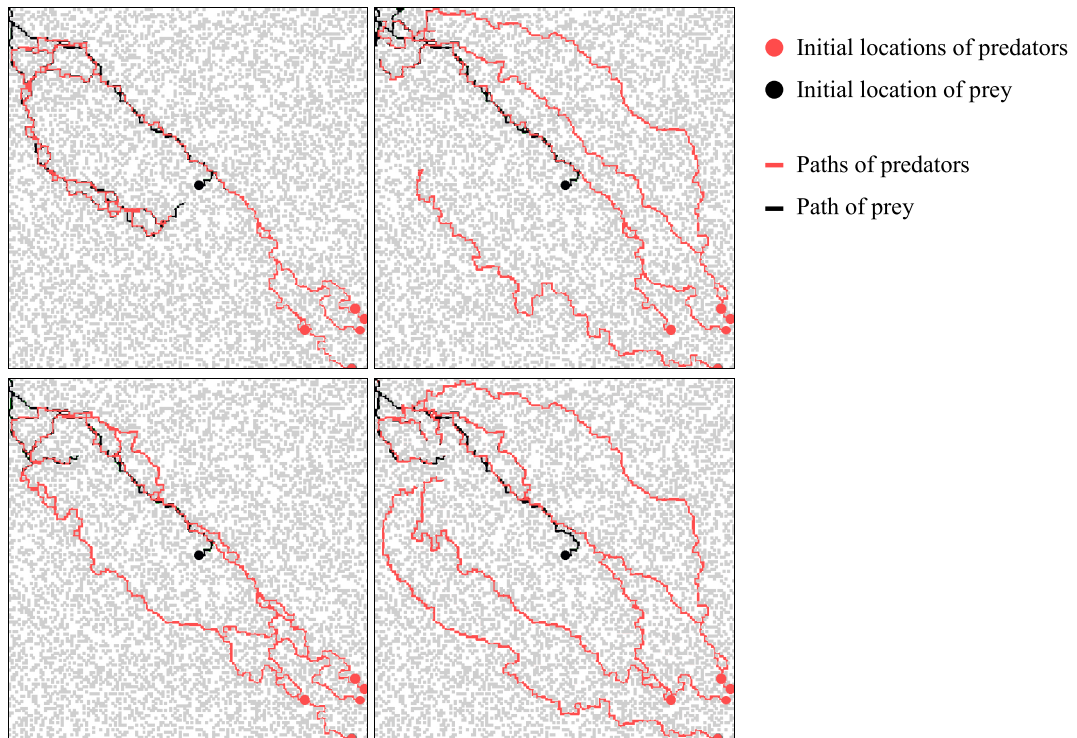 Initial locations of predators
Initial location of prey
Paths of predators
Path of prey